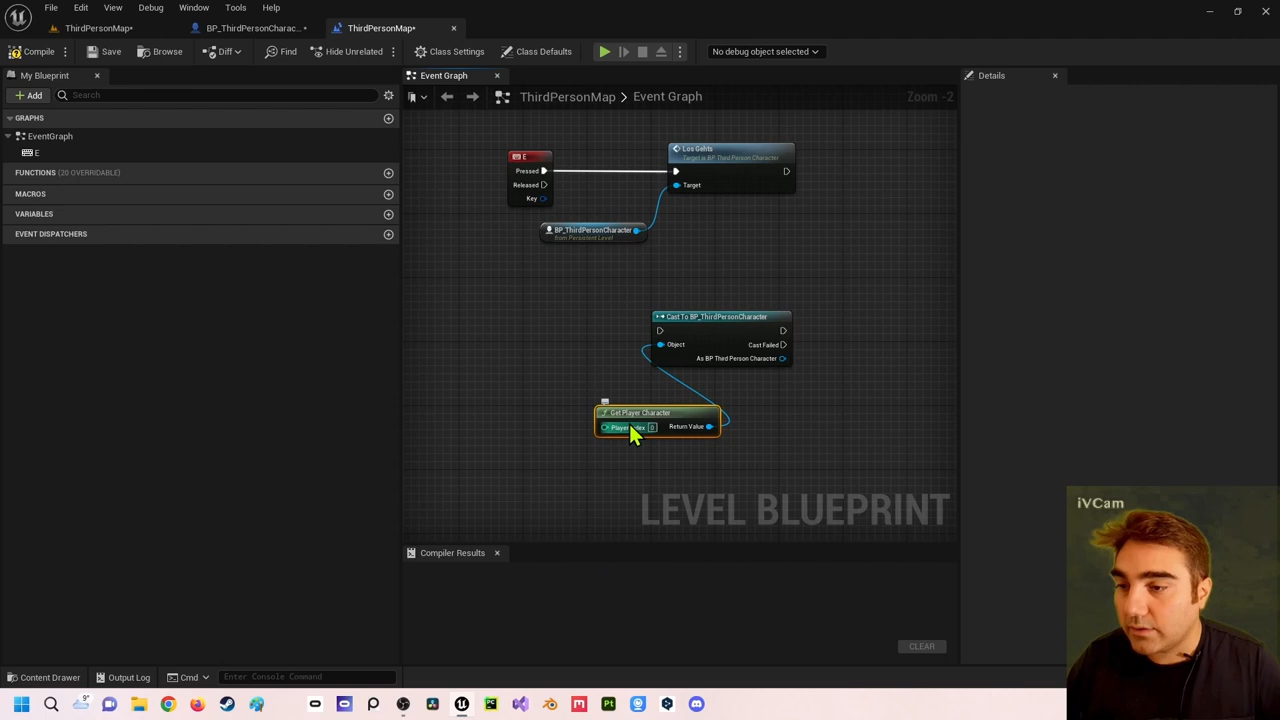 File Edit View Debug Window Tools Help
ThirdPersonMap* BP_ThirdPersonCharac... ThirdPersonMap*
Compile Save Browse Diff Find Hide Unrelated Class Settings Class Defaults No debug object selected
My Blueprint
Event Graph
Details
Add Search
ThirdPersonMap > Event Graph
Zoom -2
GRAPHS
EventGraph
E
FUNCTIONS (20 OVERRIDABLE)
MACROS
VARIABLES
EVENT DISPATCHERS
E
Pressed
Released
Key
Los Gehts
Target is BP Third Person Character
Target
BP_ThirdPersonCharacter
from Persistent Level
Cast To BP_ThirdPersonCharacter
Object
Cast Failed
As BP Third Person Character
f Get Player Character
Player Index 0 Return Value
LEVEL BLUEPRINT
iVCam
Compiler Results
CLEAR
Content Drawer Output Log Cmd Enter Console Command
9°